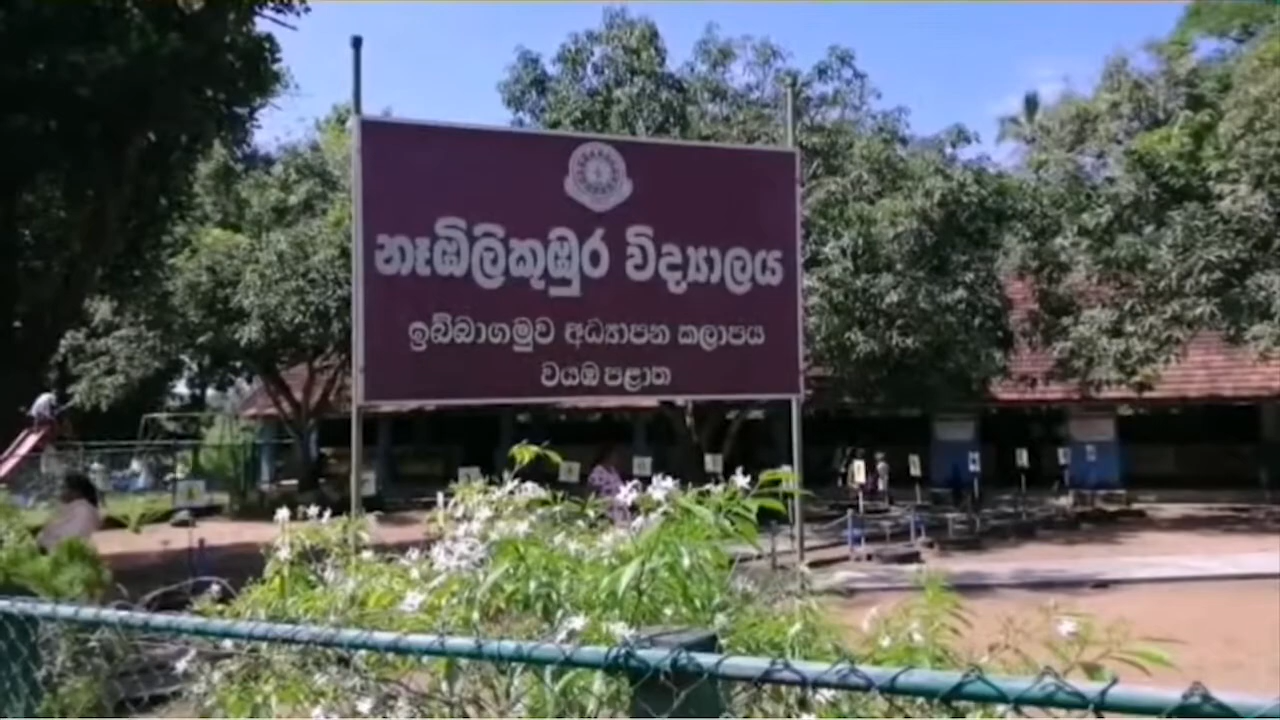 නෑඹිලිකුඹුර විද්‍යාලය
ඉබ්බාගමුව අධ්‍යාපන කලාපය
වයඹ පළාත